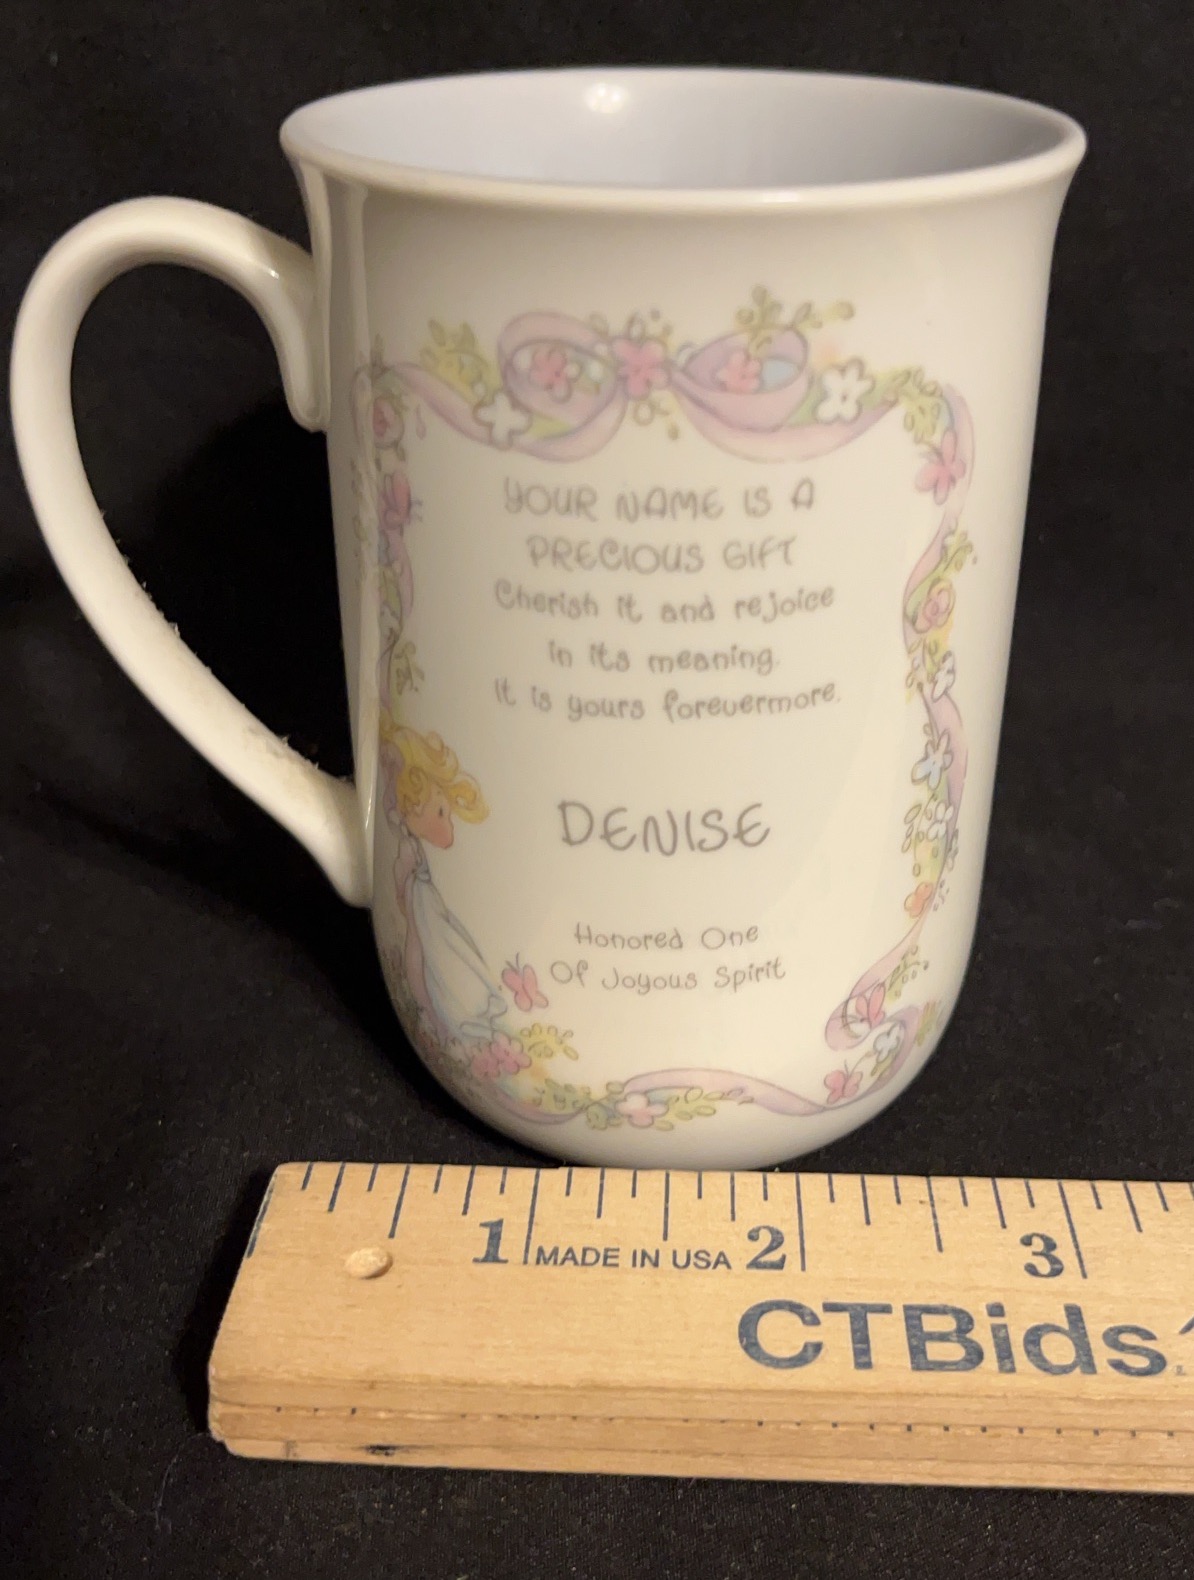 YOUR NAME IS A
PRECIOUS GIFT
Cherish it and rejoice
in its meaning.
It is yours forevermore.
DENISE
Honored One
Of Joyous Spirit
1 MADE IN USA 2 3
CTBids